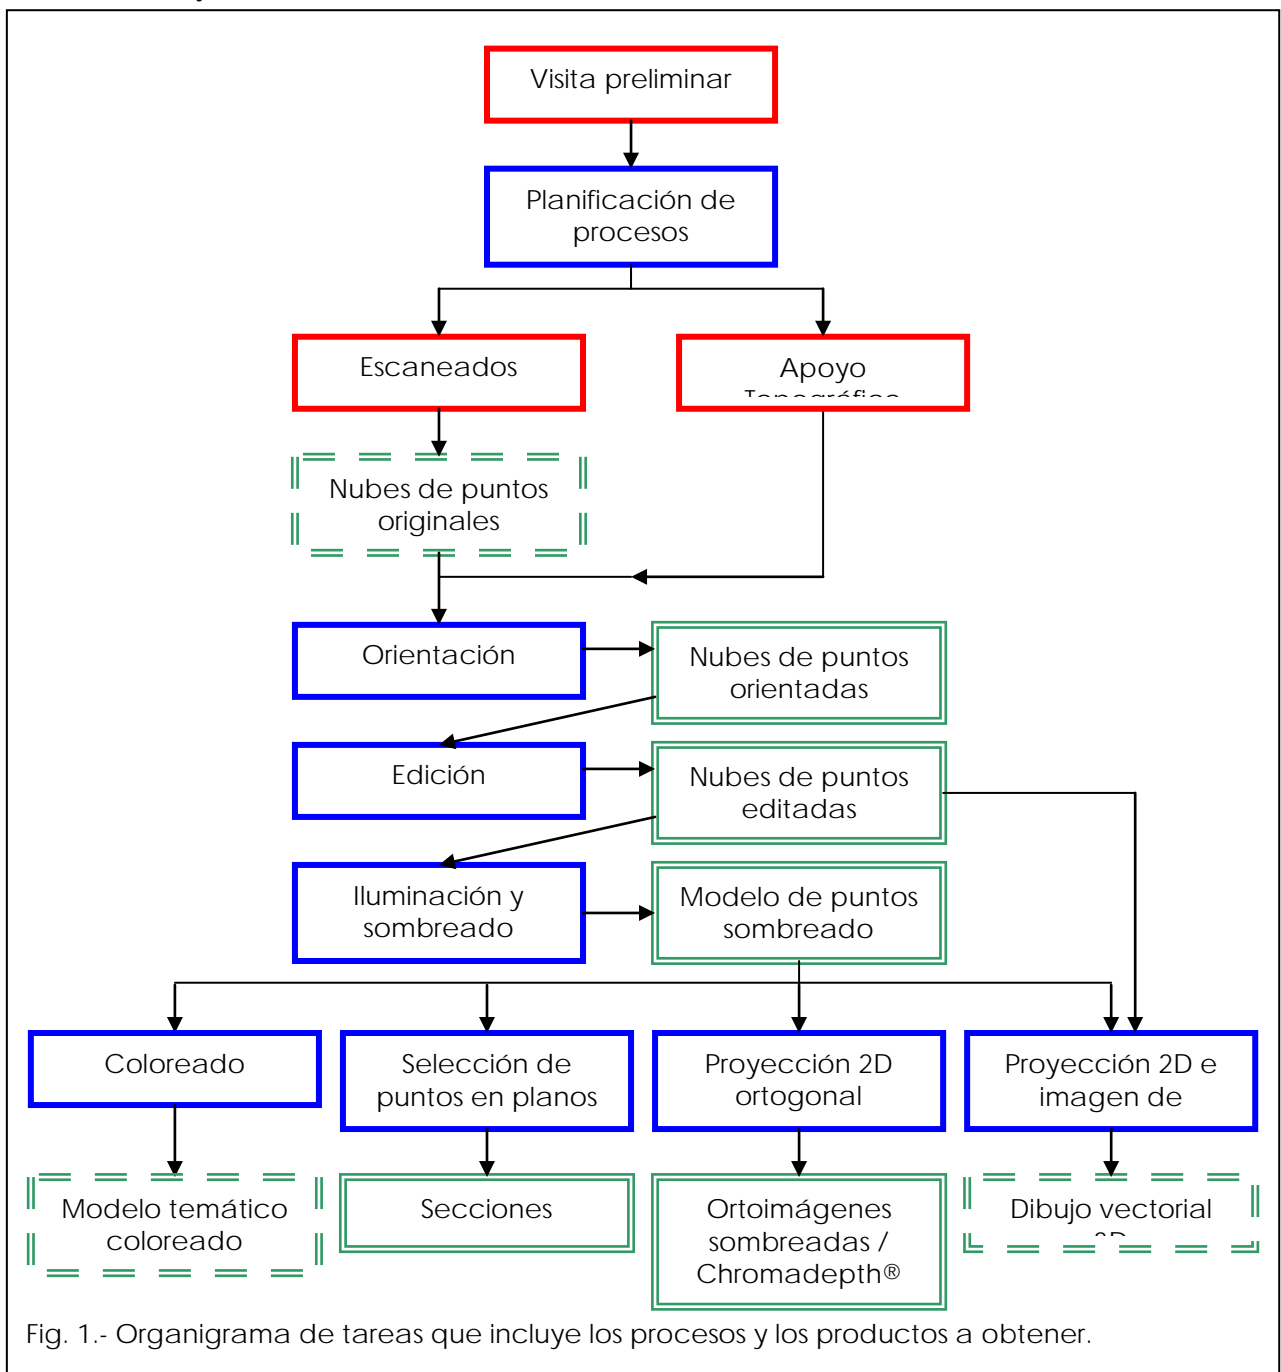 Visita preliminar
Planificación de
procesos
Escaneados
Apoyo
Topográfico
Nubes de puntos
originales
Orientación
Nubes de puntos
orientadas
Edición
Nubes de puntos
editadas
Iluminación y
sombreado
Modelo de puntos
sombreado
Coloreado
Selección de
puntos en planos
Proyección 2D
ortogonal
Proyección 2D e
imagen de
Modelo temático
coloreado
Secciones
Ortoimágenes
sombreadas /
Chromadepth®
Dibujo vectorial
Fig. 1.- Organigrama de tareas que incluye los procesos y los productos a obtener.